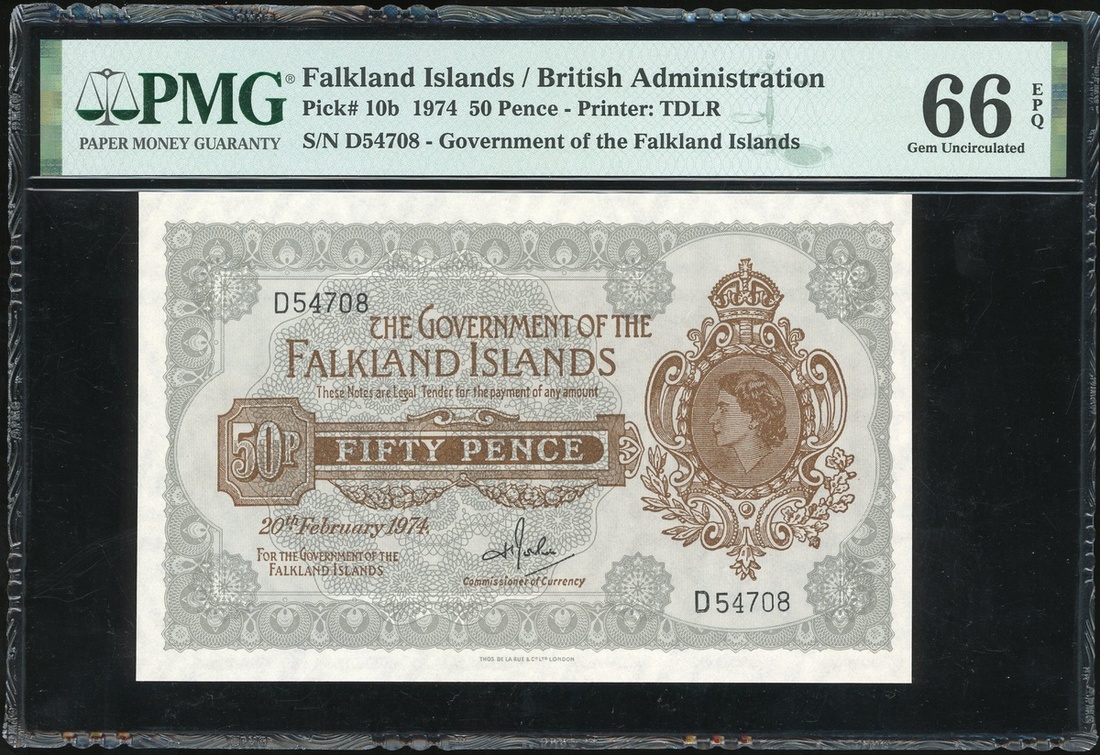 PMG®
PAPER MONEY GUARANTY
Falkland Islands / British Administration
Pick# 10b 1974 50 Pence - Printer: TDLR
S/N D54708 - Government of the Falkland Islands
66
EPQ
Gem Uncirculated
D54708
THE GOVERNMENT OF THE
FALKLAND ISLANDS
These Notes are Legal Tender for the payment of any amount
50P
FIFTY PENCE
20th February 1974.
FOR THE GOVERNMENT OF THE
FALKLAND ISLANDS
Commissioner of Currency
D54708
THOS. DE LA RUE & CO LTD LONDON